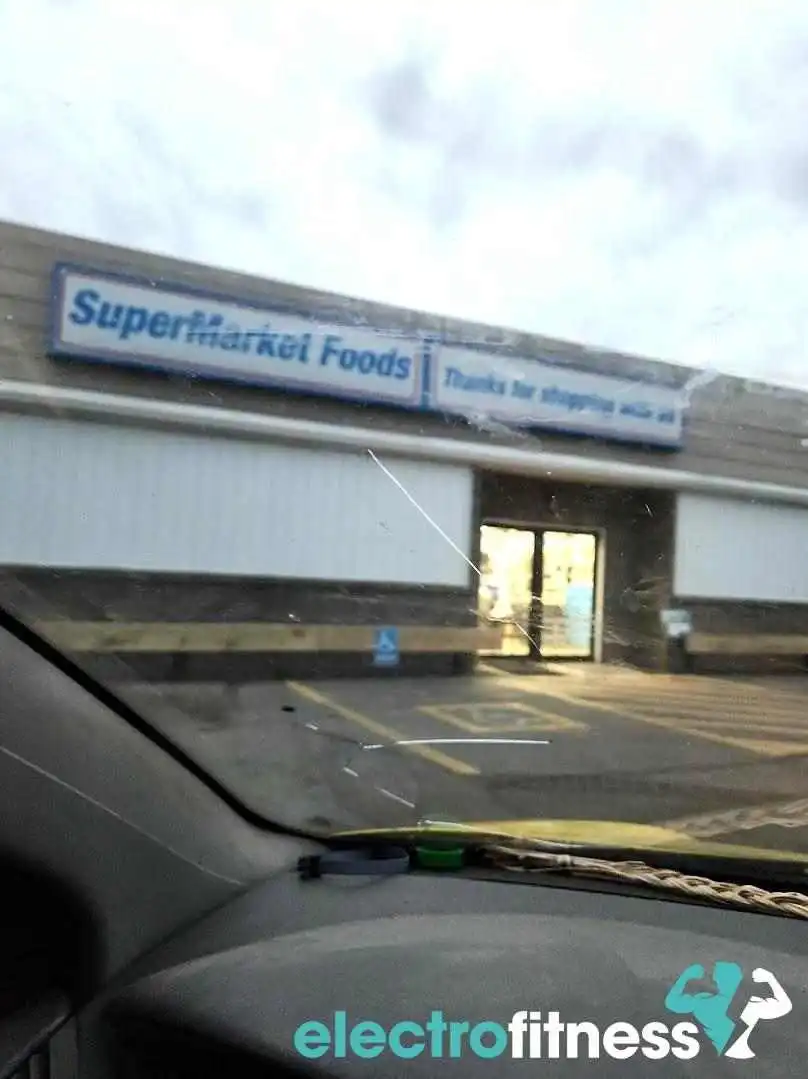 SuperMarket Foods
Thanks for shopping with us
electrofitness